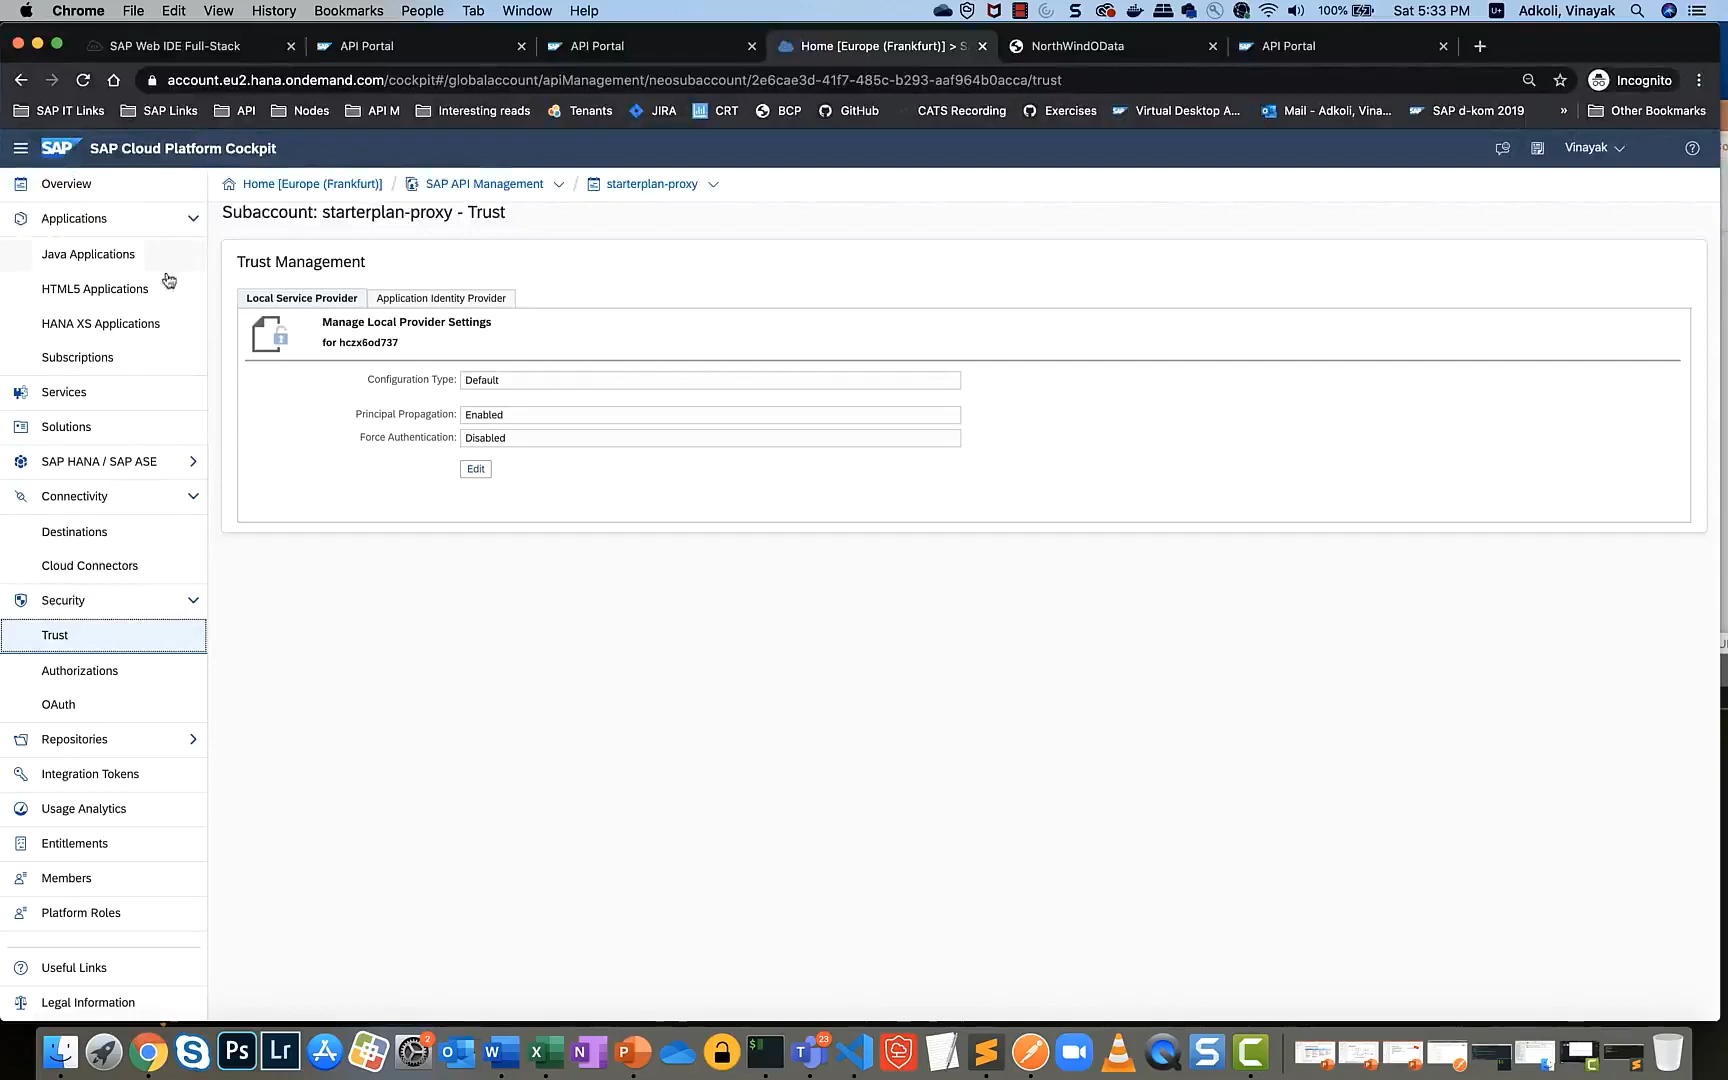 Chrome File Edit View History Bookmarks People Tab Window Help 100% Sat 5:33 PM Adkoli, Vinayak
SAP Web IDE Full-Stack API Portal API Portal Home [Europe (Frankfurt)] > S NorthWindOData API Portal
account.eu2.hana.ondemand.com/cockpit#/globalaccount/apiManagement/neosubaccount/2e6cae3d-41f7-485c-b293-aaf964b0acca/trust Incognito
SAP IT Links SAP Links API Nodes API M Interesting reads Tenants JIRA CRT BCP GitHub CATS Recording Exercises Virtual Desktop A... Mail - Adkoli, Vina... SAP d-kom 2019 » Other Bookmarks
SAP SAP Cloud Platform Cockpit Vinayak
Home [Europe (Frankfurt)] / SAP API Management / starterplan-proxy
Subaccount: starterplan-proxy - Trust
Trust Management
Local Service Provider Application Identity Provider
Manage Local Provider Settings
for hczx6od737
Configuration Type: Default
Principal Propagation: Enabled
Force Authentication: Disabled
Edit
Overview
Applications
Java Applications
HTML5 Applications
HANA XS Applications
Subscriptions
Services
Solutions
SAP HANA / SAP ASE
Connectivity
Destinations
Cloud Connectors
Security
Trust
Authorizations
OAuth
Repositories
Integration Tokens
Usage Analytics
Entitlements
Members
Platform Roles
Useful Links
Legal Information
Ps Lr 2 W X N P $ T 23 S C